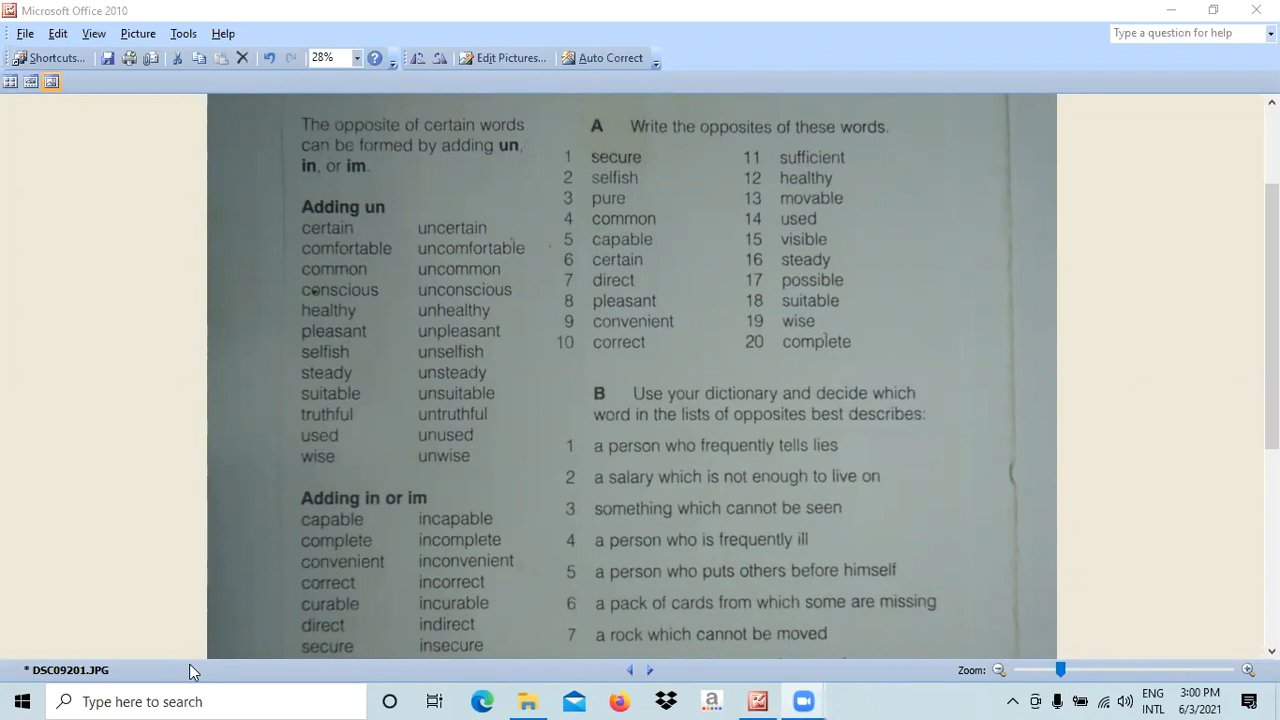 Microsoft Office 2010
File Edit View Picture Tools Help
Type a question for help
Shortcuts... 28% Edit Pictures... Auto Correct
The opposite of certain words
can be formed by adding un,
in, or im.
Adding un
certain uncertain
comfortable uncomfortable
common uncommon
conscious unconscious
healthy unhealthy
pleasant unpleasant
selfish unselfish
steady unsteady
suitable unsuitable
truthful untruthful
used unused
wise unwise
Adding in or im
capable incapable
complete incomplete
convenient inconvenient
correct incorrect
curable incurable
direct indirect
secure insecure
A Write the opposites of these words.
1 secure 11 sufficient
2 selfish 12 healthy
3 pure 13 movable
4 common 14 used
5 capable 15 visible
6 certain 16 steady
7 direct 17 possible
8 pleasant 18 suitable
9 convenient 19 wise
10 correct 20 complete
B Use your dictionary and decide which
word in the lists of opposites best describes:
1 a person who frequently tells lies
2 a salary which is not enough to live on
3 something which cannot be seen
4 a person who is frequently ill
5 a person who puts others before himself
6 a pack of cards from which some are missing
7 a rock which cannot be moved
* DSC09201.JPG Zoom:
Type here to search
ENG 3:00 PM
INTL 6/3/2021